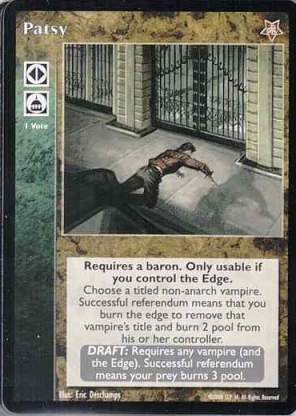 Patsy
1 Vote
Requires a baron. Only usable if
you control the Edge.
Choose a titled non-anarch vampire.
Successful referendum means that you
burn the edge to remove that
vampire's title and burn 2 pool from
his or her controller.
DRAFT: Requires any vampire (and
the Edge). Successful referendum
means your prey burns 3 pool.
Illus: Eric Deschamps
All Rights Reserved